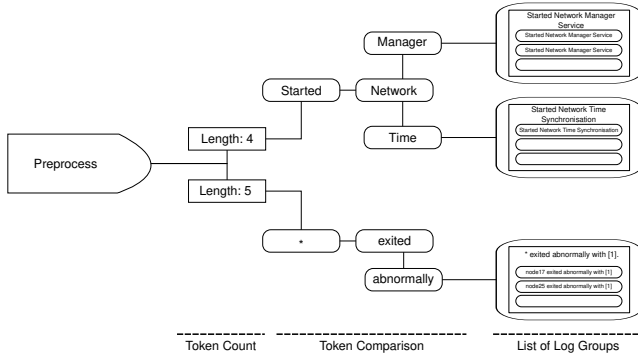 Started Network Manager
Service
Started Network Manager Service
Started Network Manager Service
Manager
Started
Network
Started Network Time
Synchronisation
Started Network Time Synchronisation
Length: 4
Time
Preprocess
Length: 5
*
exited
* exited abnormally with [1].
abnormally
node17 exited abnormally with [1]
node25 exited abnormally with [1]
Token Count
Token Comparison
List of Log Groups